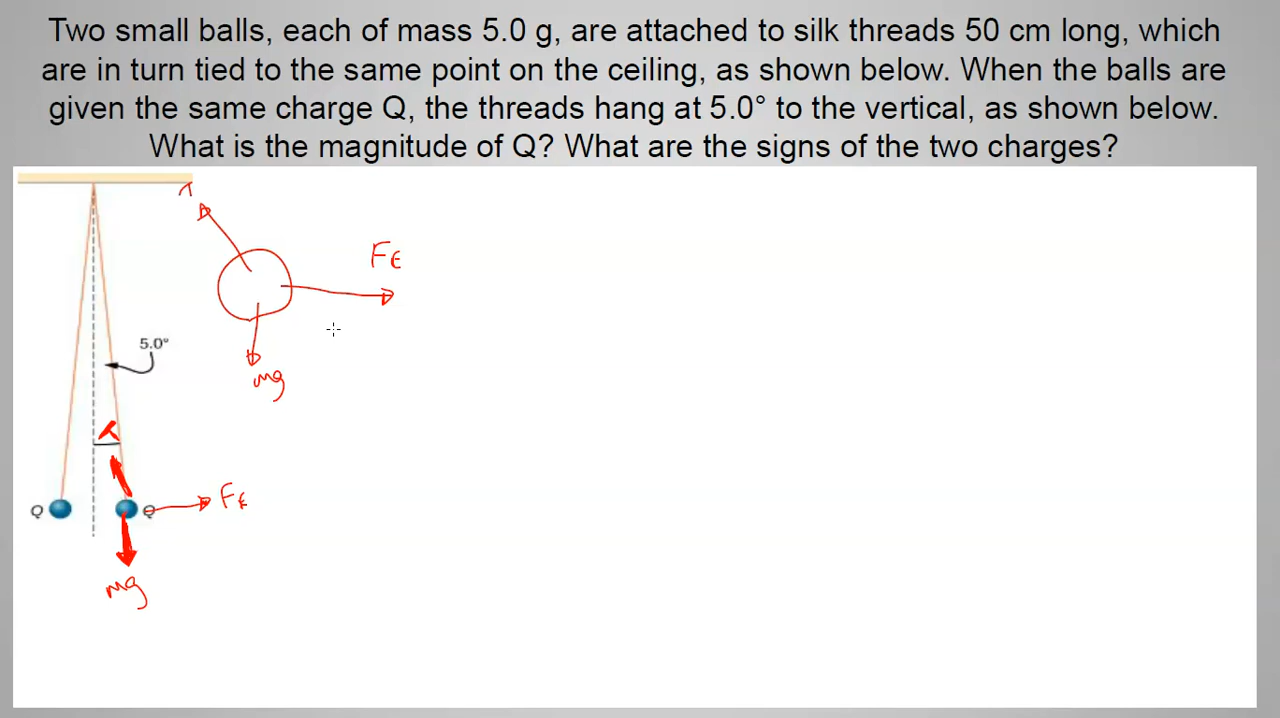 Two small balls, each of mass 5.0 g, are attached to silk threads 50 cm long, which
are in turn tied to the same point on the ceiling, as shown below. When the balls are
given the same charge Q, the threads hang at 5.0° to the vertical, as shown below.
What is the magnitude of Q? What are the signs of the two charges?
T
FE
5.0°
mg
T
Q
Q
FE
mg